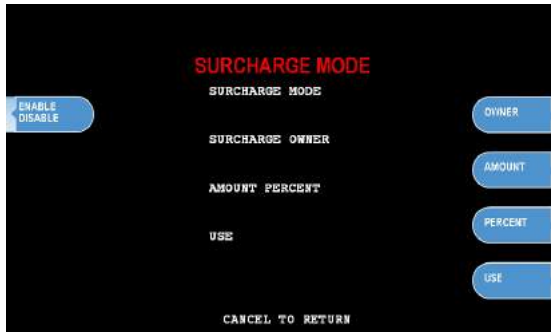 SURCHARGE MODE
SURCHARGE MODE
ENABLE
DISABLE
OWNER
SURCHARGE OWNER
AMOUNT
AMOUNT PERCENT
PERCENT
USE
USE
CANCEL TO RETURN